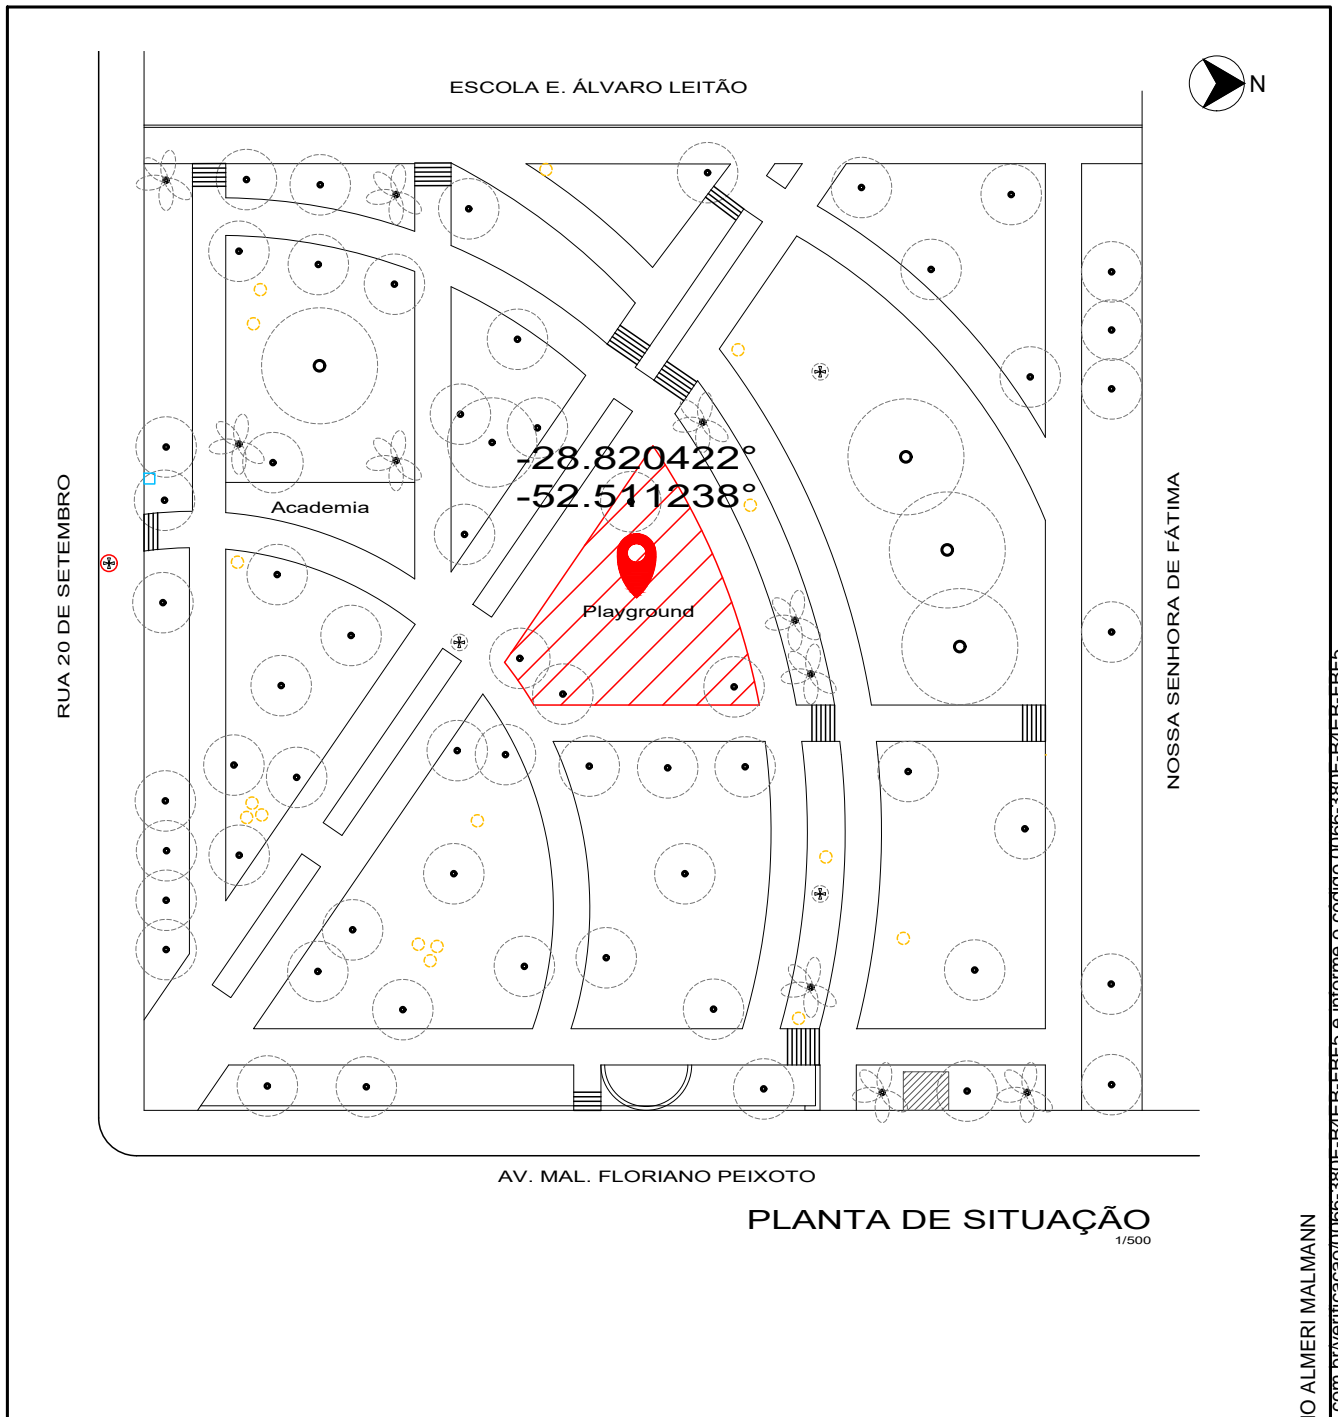 ESCOLA E. ÁLVARO LEITÃO
N
-28.820422°
-52.511238°
Academia
Playground
RUA 20 DE SETEMBRO
NOSSA SENHORA DE FÁTIMA
AV. MAL. FLORIANO PEIXOTO
PLANTA DE SITUAÇÃO
1/500
ALMERI MALMANN